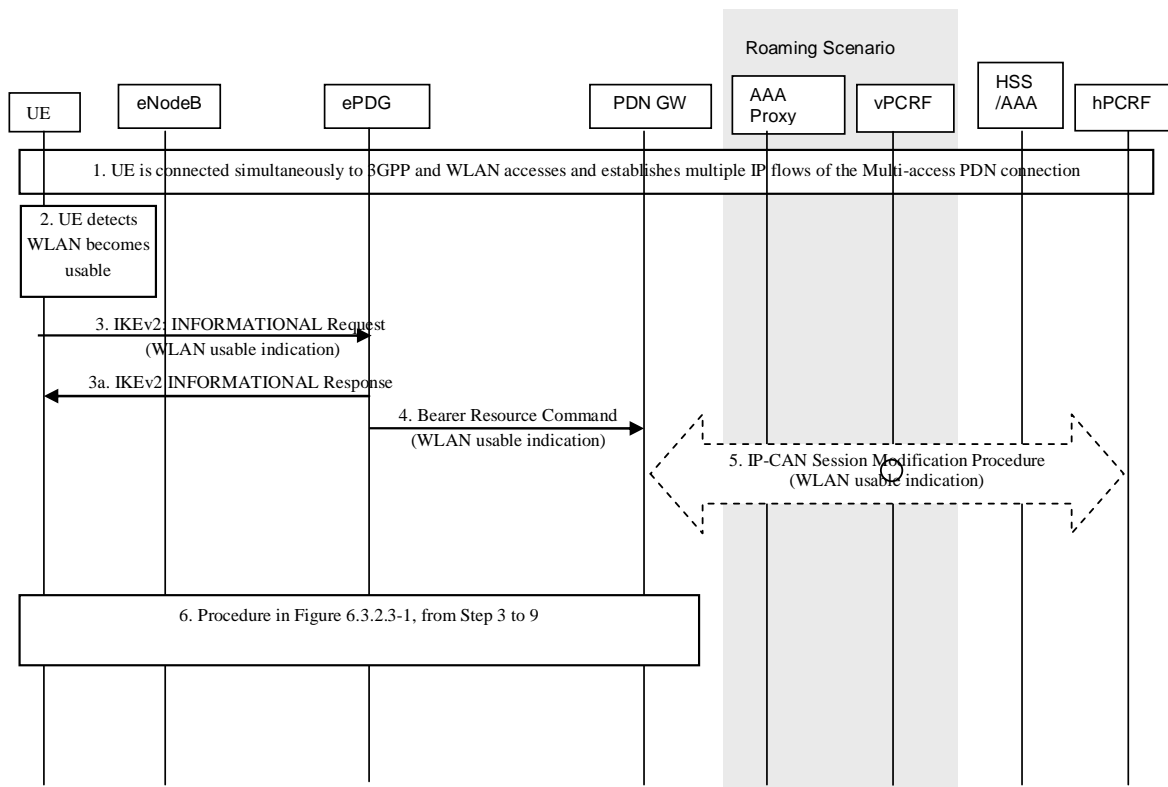 Roaming Scenario
UE
eNodeB
ePDG
PDN GW
AAA
Proxy
vPCRF
HSS
/AAA
hPCRF
1. UE is connected simultaneously to 3GPP and WLAN accesses and establishes multiple IP flows of the Multi-access PDN connection
2. UE detects
WLAN becomes
usable
3. IKEv2: INFORMATIONAL Request
(WLAN usable indication)
3a. IKEv2 INFORMATIONAL Response
4. Bearer Resource Command
(WLAN usable indication)
5. IP-CAN Session Modification Procedure
(WLAN usable indication)
6. Procedure in Figure 6.3.2.3-1, from Step 3 to 9